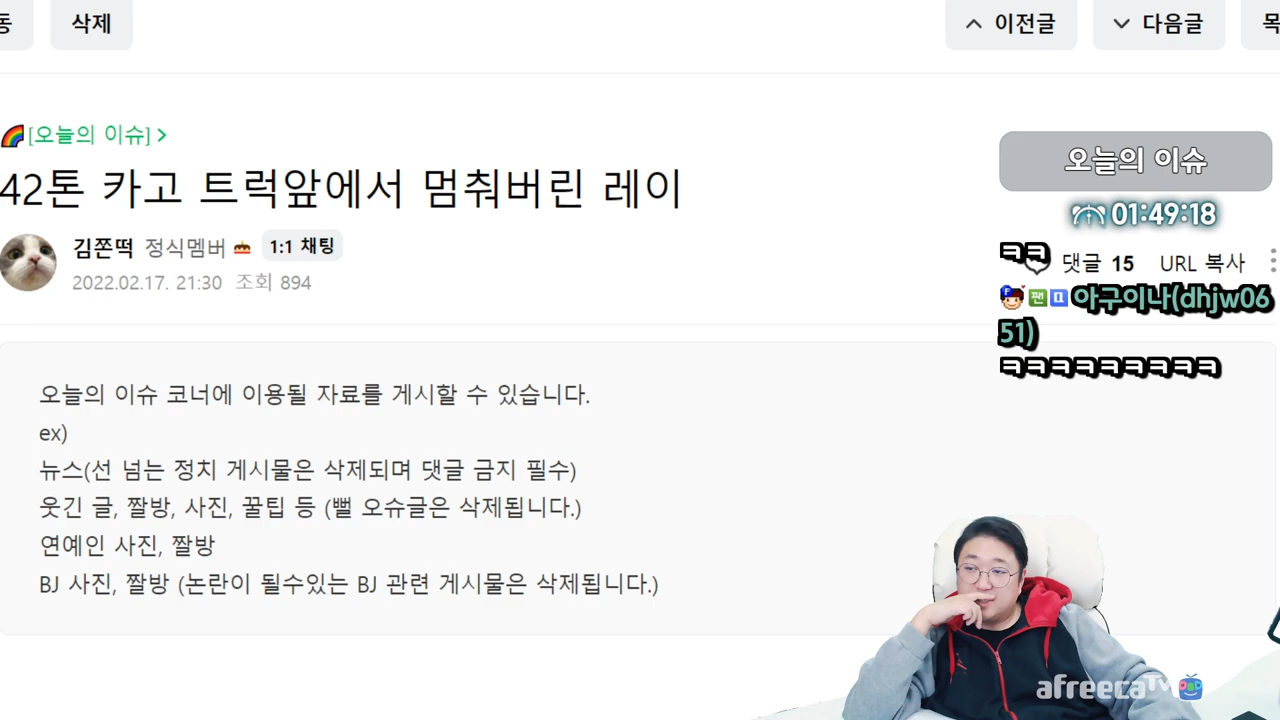 동
삭제
이전글
다음글
목
[오늘의 이슈] >
42톤 카고 트럭앞에서 멈춰버린 레이
김쫀떡 정식멤버 1:1 채팅
2022.02.17. 21:30 조회 894
오늘의 이슈
01:49:18
ㅋㅋ
댓글 15 URL 복사
팬 아구이나(dhjw06
51)
ㅋㅋㅋㅋㅋㅋㅋㅋㅋ
오늘의 이슈 코너에 이용될 자료를 게시할 수 있습니다.
ex)
뉴스(선 넘는 정치 게시물은 삭제되며 댓글 금지 필수)
웃긴 글, 짤방, 사진, 꿀팁 등 (뻘 오슈글은 삭제됩니다.)
연예인 사진, 짤방
BJ 사진, 짤방 (논란이 될수있는 BJ 관련 게시물은 삭제됩니다.)
afreecaTV